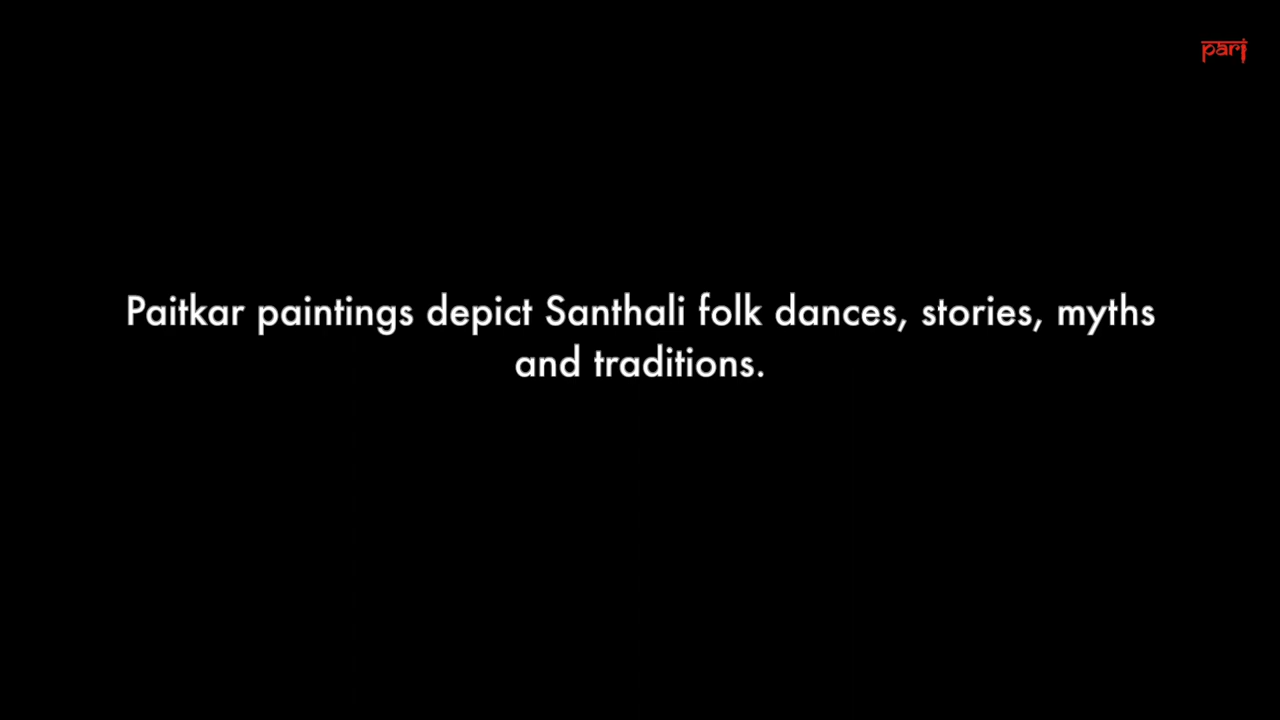 pari
Paitkar paintings depict Santhali folk dances, stories, myths
and traditions.